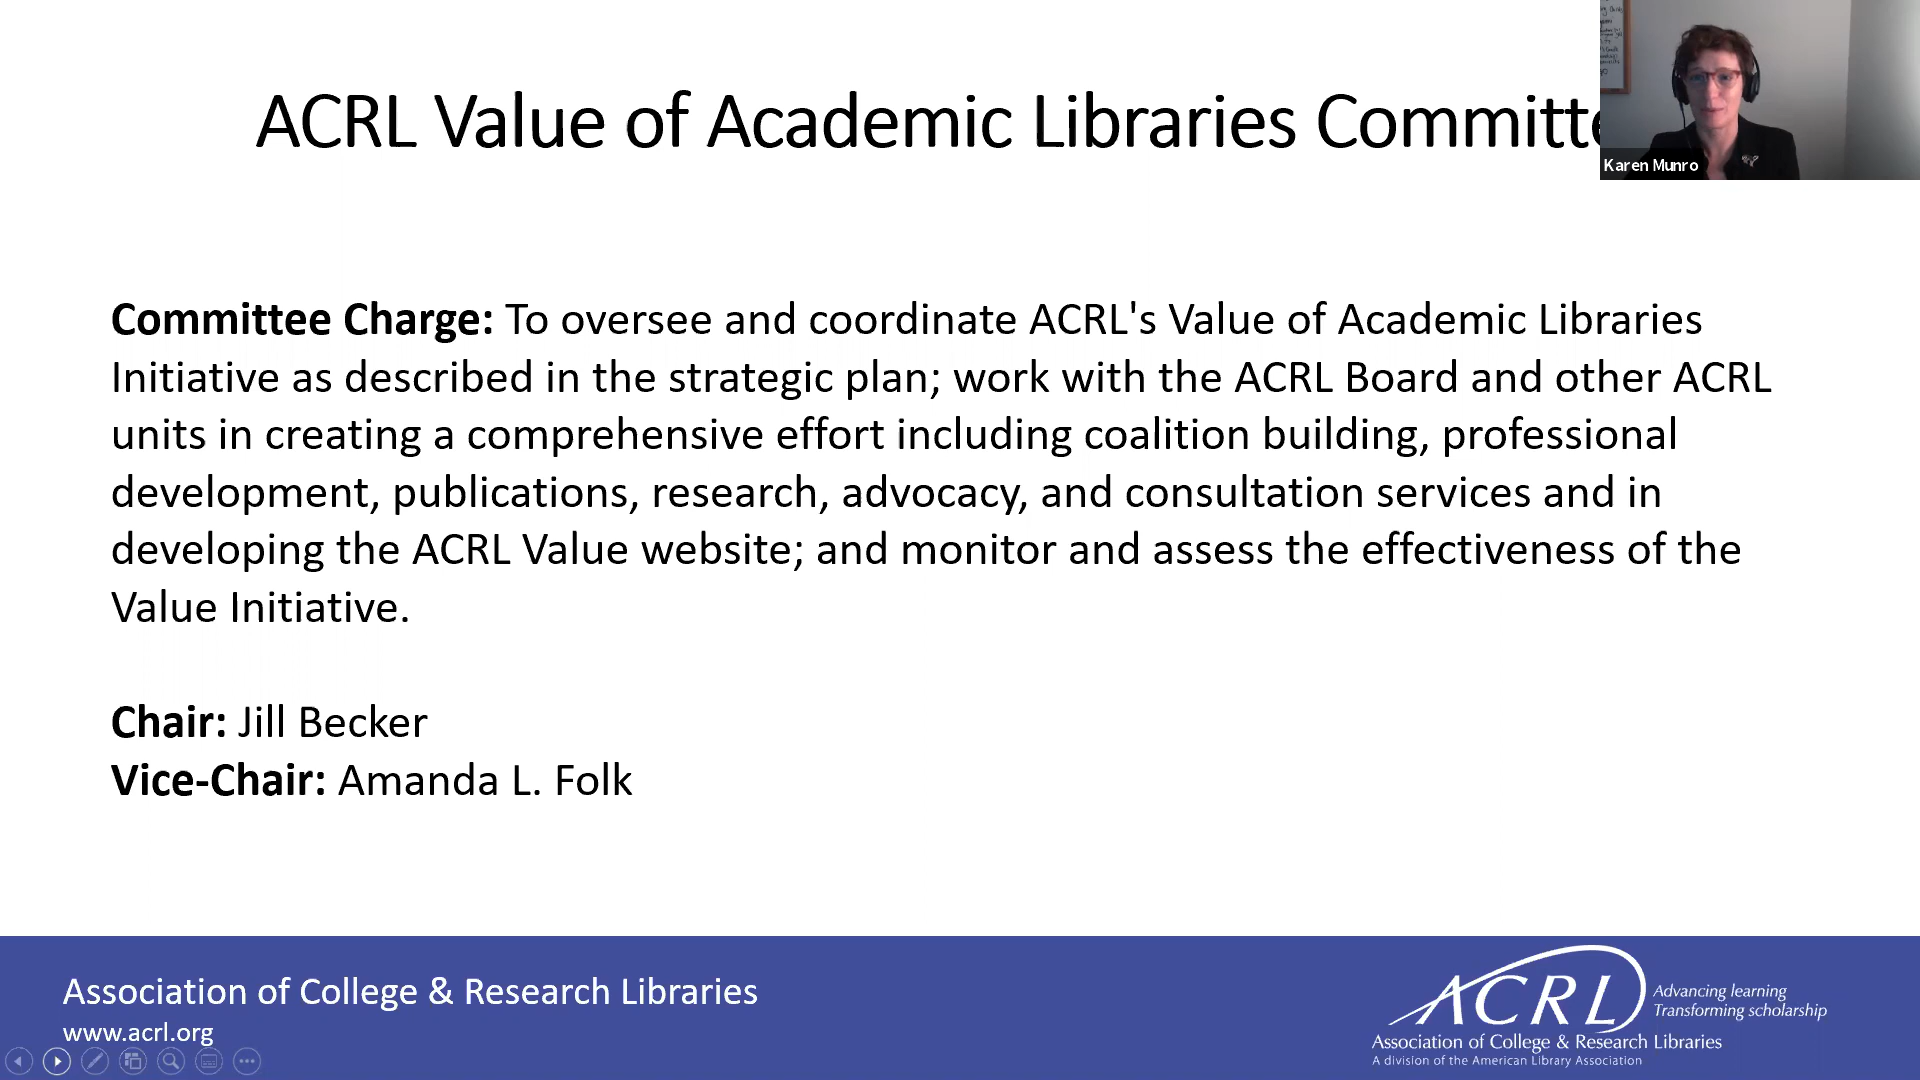 ACRL Value of Academic Libraries Committe
Karen Munro
Committee Charge: To oversee and coordinate ACRL's Value of Academic Libraries
Initiative as described in the strategic plan; work with the ACRL Board and other ACRL
units in creating a comprehensive effort including coalition building, professional
development, publications, research, advocacy, and consultation services and in
developing the ACRL Value website; and monitor and assess the effectiveness of the
Value Initiative.
Chair: Jill Becker
Vice-Chair: Amanda L. Folk
Association of College & Research Libraries
www.acrl.org
ACRL
Advancing learning
Transforming scholarship
Association of College & Research Libraries
A division of the American Library Association